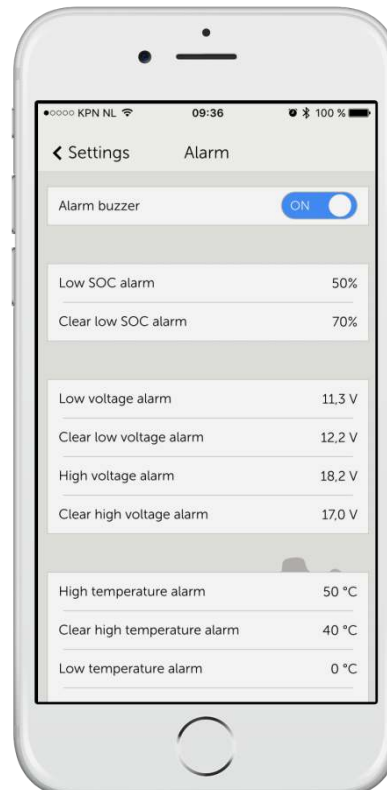 KPN NL 09:36 100 %
Settings Alarm
Alarm buzzer ON
Low SOC alarm 50%
Clear low SOC alarm 70%
Low voltage alarm 11,3 V
Clear low voltage alarm 12,2 V
High voltage alarm 18,2 V
Clear high voltage alarm 17,0 V
High temperature alarm 50 °C
Clear high temperature alarm 40 °C
Low temperature alarm 0 °C